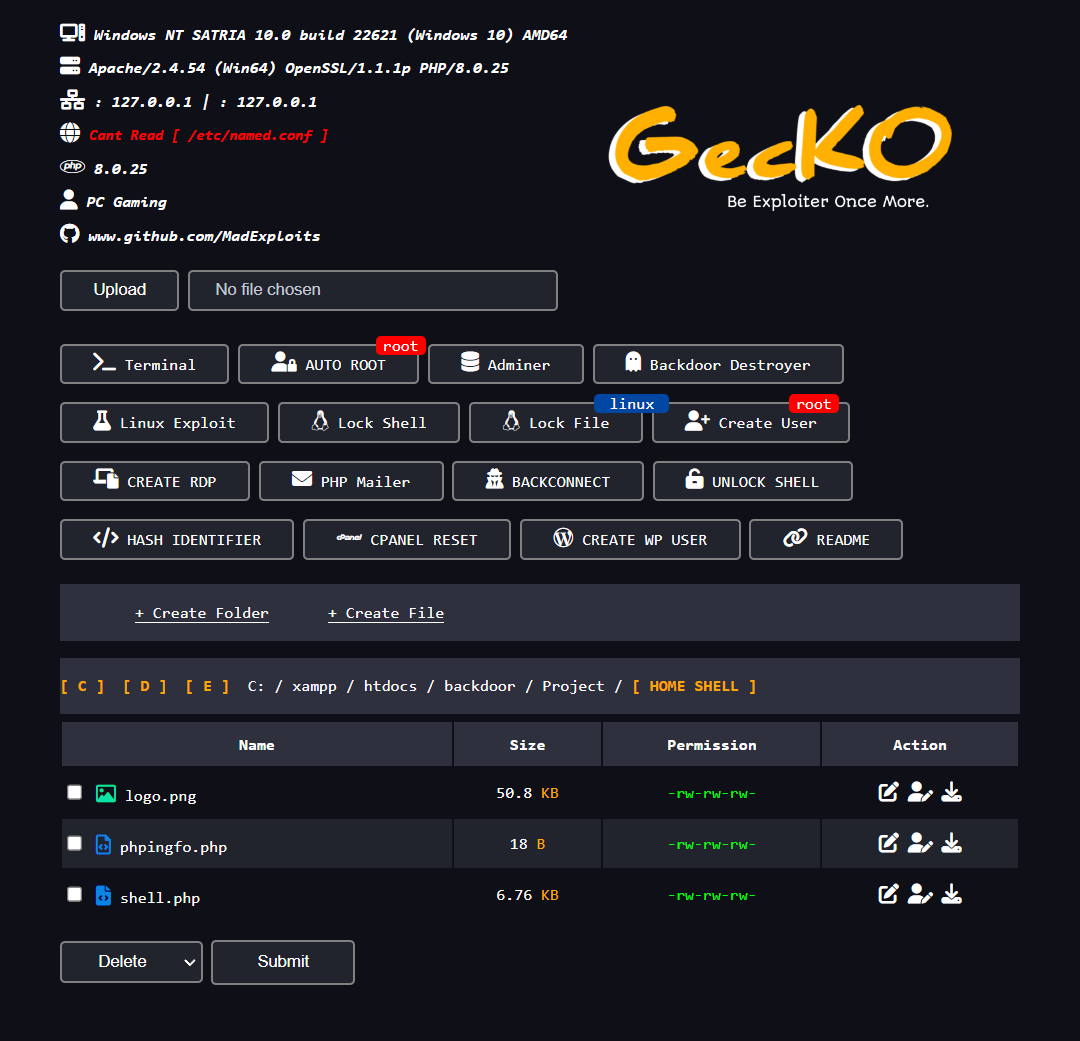 Windows NT SATRIA 10.0 build 22621 (Windows 10) AMD64
Apache/2.4.54 (Win64) OpenSSL/1.1.1p PHP/8.0.25
: 127.0.0.1 | : 127.0.0.1
Cant Read [ /etc/named.conf ]
php 8.0.25
PC Gaming
www.github.com/MadExploits
GecKO
Be Exploiter Once More.
Upload No file chosen
Terminal AUTO ROOT root Adminer Backdoor Destroyer
Linux Exploit Lock Shell Lock File linux Create User root
CREATE RDP PHP Mailer BACKCONNECT UNLOCK SHELL
HASH IDENTIFIER cPanel CPANEL RESET CREATE WP USER README
+ Create Folder + Create File
[ C ] [ D ] [ E ] C: / xampp / htdocs / backdoor / Project / [ HOME SHELL ]
Name Size Permission Action
logo.png 50.8 KB -rw-rw-rw-
phpingfo.php 18 B -rw-rw-rw-
shell.php 6.76 KB -rw-rw-rw-
Delete Submit